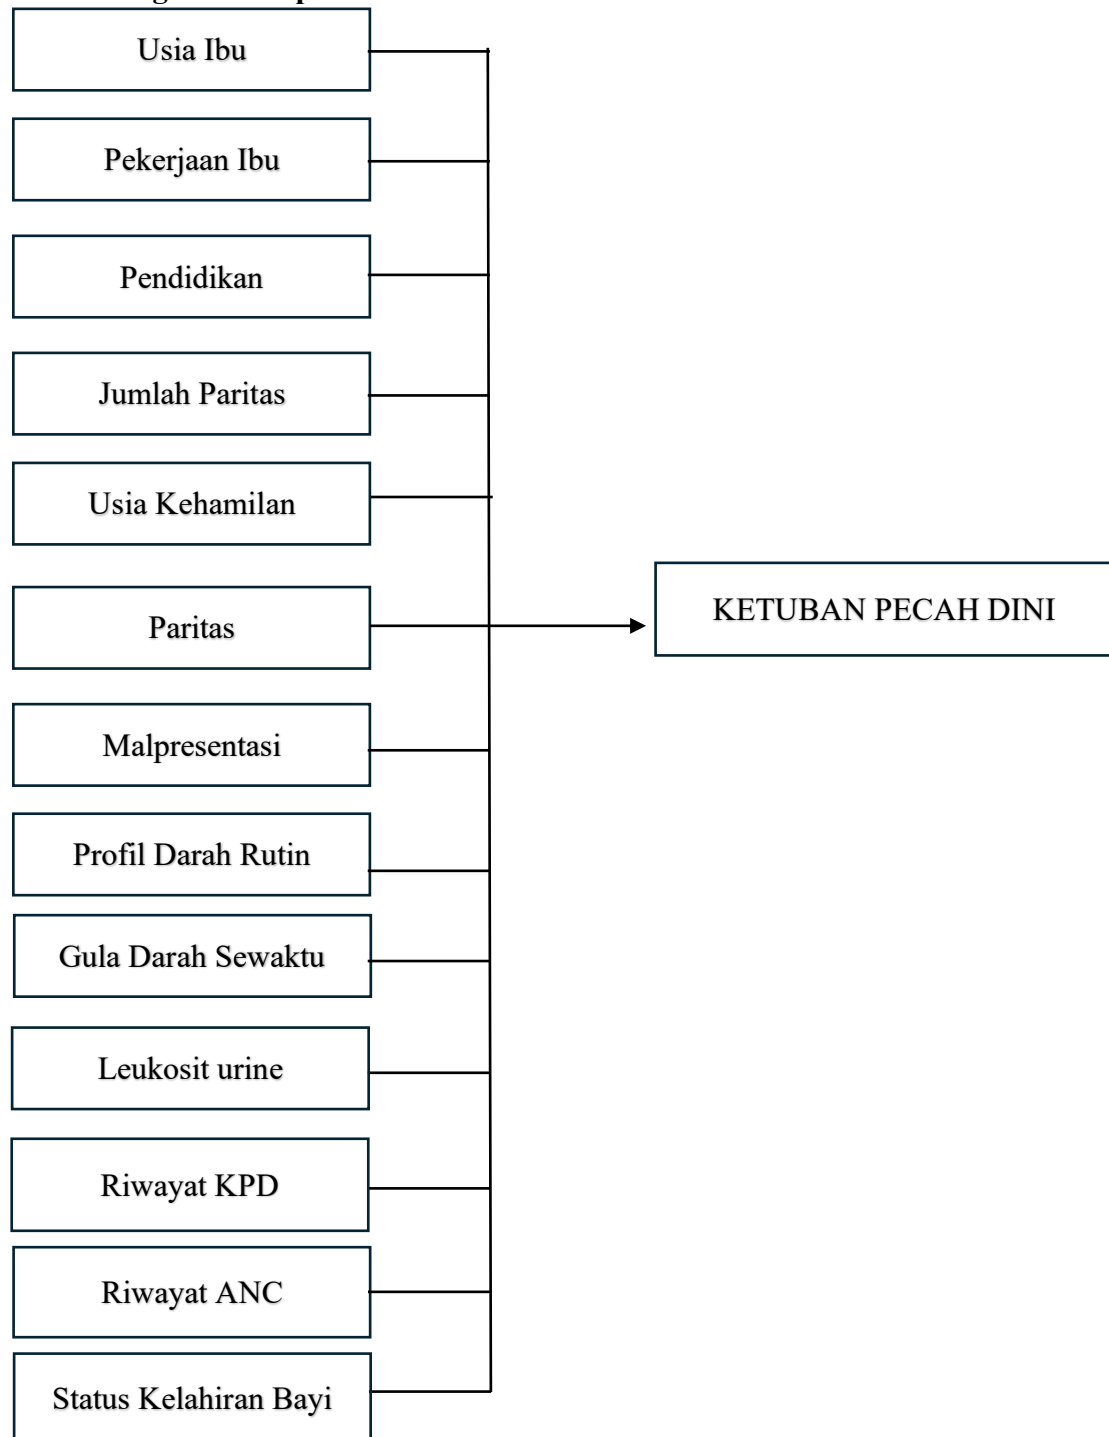 Usia Ibu
Pekerjaan Ibu
Pendidikan
Jumlah Paritas
Usia Kehamilan
Paritas
KETUBAN PECAH DINI
Malpresentasi
Profil Darah Rutin
Gula Darah Sewaktu
Leukosit urine
Riwayat KPD
Riwayat ANC
Status Kelahiran Bayi